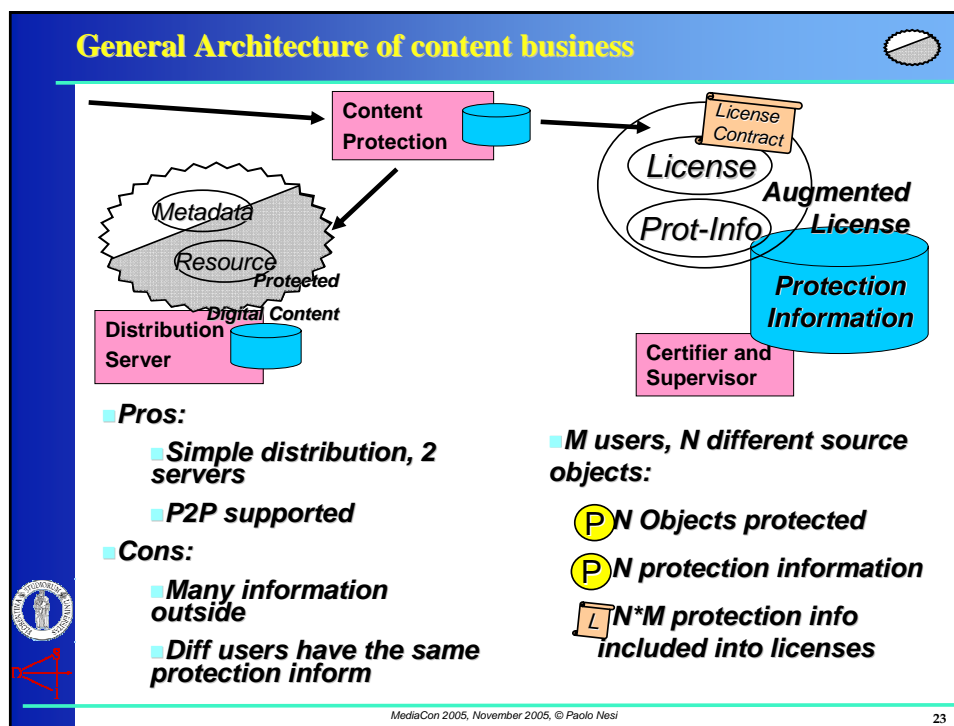 General Architecture of content business
Content
Protection
License
Contract
License
Prot-Info
Augmented
License
Protection
Information
Certifier and
Supervisor
Metadata
Resource
Protected
Digital Content
Distribution
Server
Pros:
Simple distribution, 2
servers
P2P supported
Cons:
Many information
outside
Diff users have the same
protection inform
M users, N different source
objects:
P N Objects protected
P N protection information
L N*M protection info
included into licenses
MediaCon 2005, November 2005, © Paolo Nesi
23